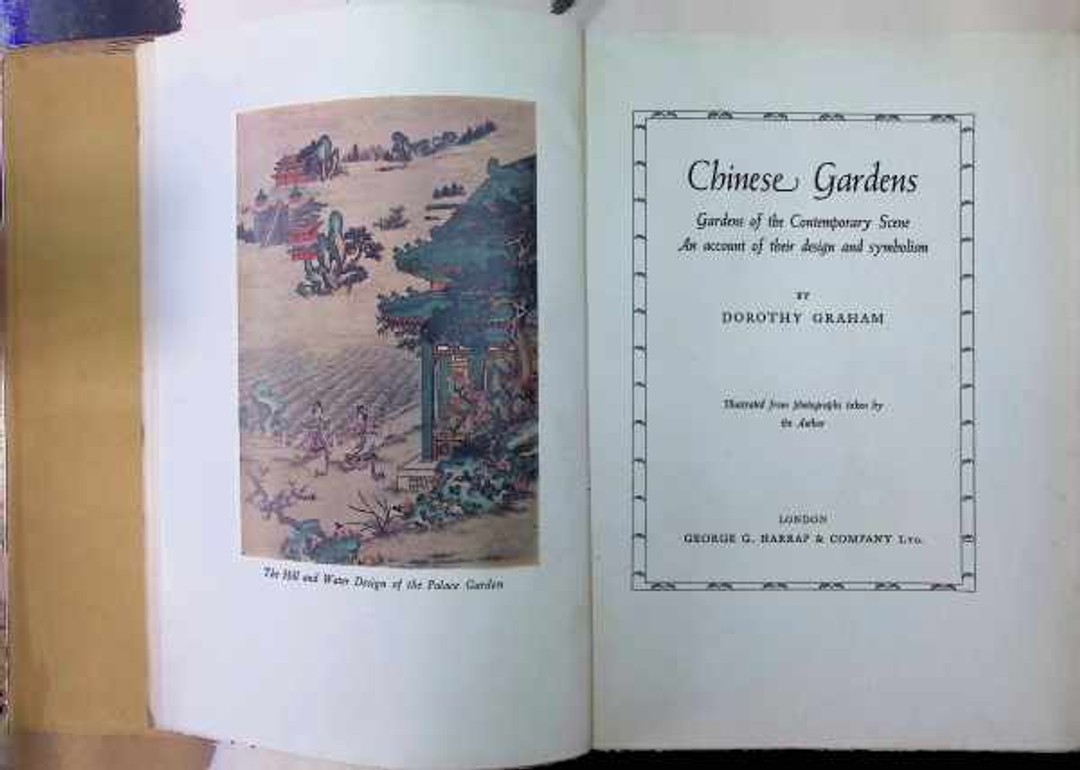 The Hill and Water Design of the Palace Garden
Chinese Gardens
Gardens of the Contemporary Scene
An account of their design and symbolism
BY
DOROTHY GRAHAM
Illustrated from photographs taken by
the Author
LONDON
GEORGE G. HARRAP & COMPANY LTD.